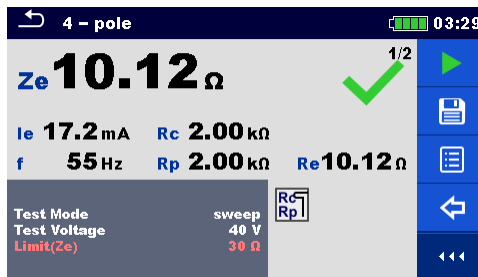 4 - pole 03:29
1/2
Ze 10.12 Ω
Ie 17.2 mA Rc 2.00 kΩ
f 55 Hz Rp 2.00 kΩ Re 10.12 Ω
Rc
Rp
Test Mode sweep
Test Voltage 40 V
Limit(Ze) 30 Ω